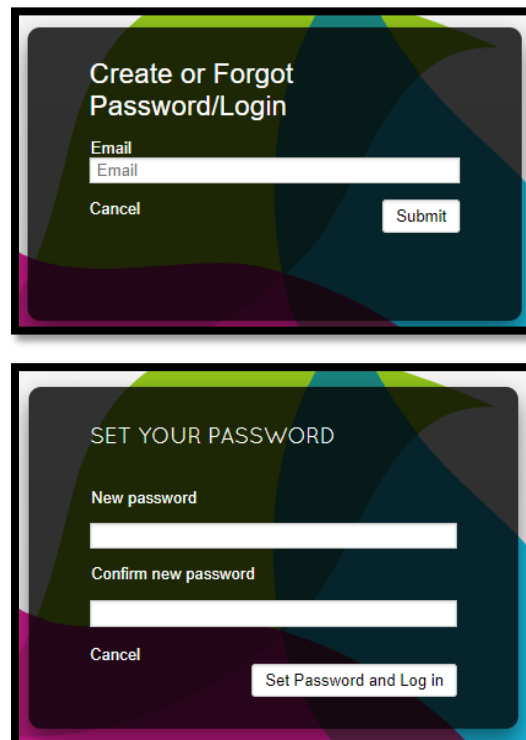 Create or Forgot
Password/Login
Email
Email
Cancel
Submit
SET YOUR PASSWORD
New password
Confirm new password
Cancel
Set Password and Log in